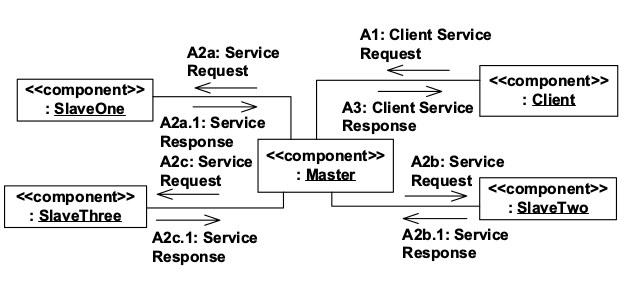 A2a: Service
Request
A1: Client Service
Request
<<component>>
: SlaveOne
<<component>>
: Client
A2a.1: Service
Response
A3: Client Service
Response
<<component>>
: Master
A2c: Service
Request
A2b: Service
Request
<<component>>
: SlaveThree
<<component>>
: SlaveTwo
A2c.1: Service
Response
A2b.1: Service
Response